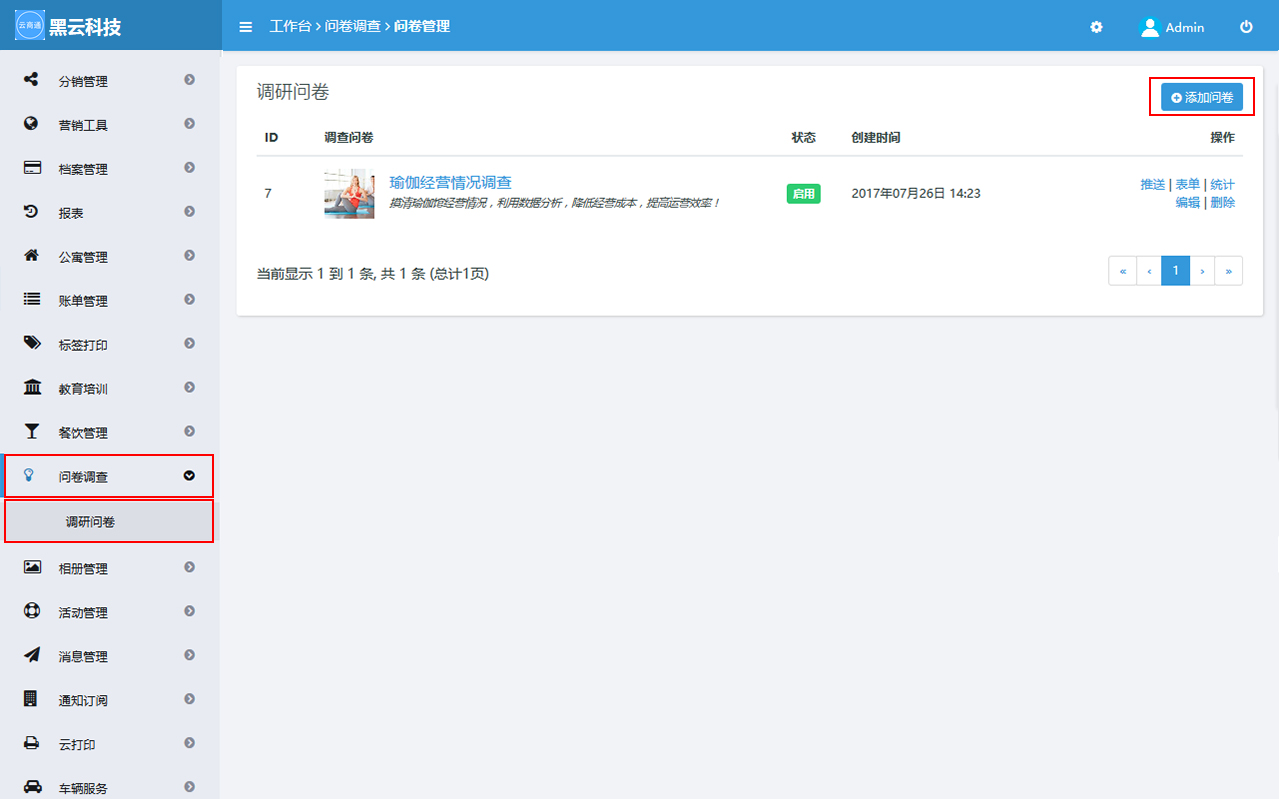 云商通 黑云科技
工作台 › 问卷调查 › 问卷管理
Admin
分销管理
营销工具
档案管理
报表
公寓管理
账单管理
标签打印
教育培训
餐饮管理
问卷调查
调研问卷
相册管理
活动管理
消息管理
通知订阅
云打印
车辆服务
调研问卷
添加问卷
ID 调查问卷 状态 创建时间 操作
7 瑜伽经营情况调查 启用 2017年07月26日 14:23 推送 | 表单 | 统计
摸清瑜伽馆经营情况，利用数据分析，降低经营成本，提高运营效率！ 编辑 | 删除
当前显示 1 到 1 条, 共 1 条 (总计1页) « ‹ 1 › »